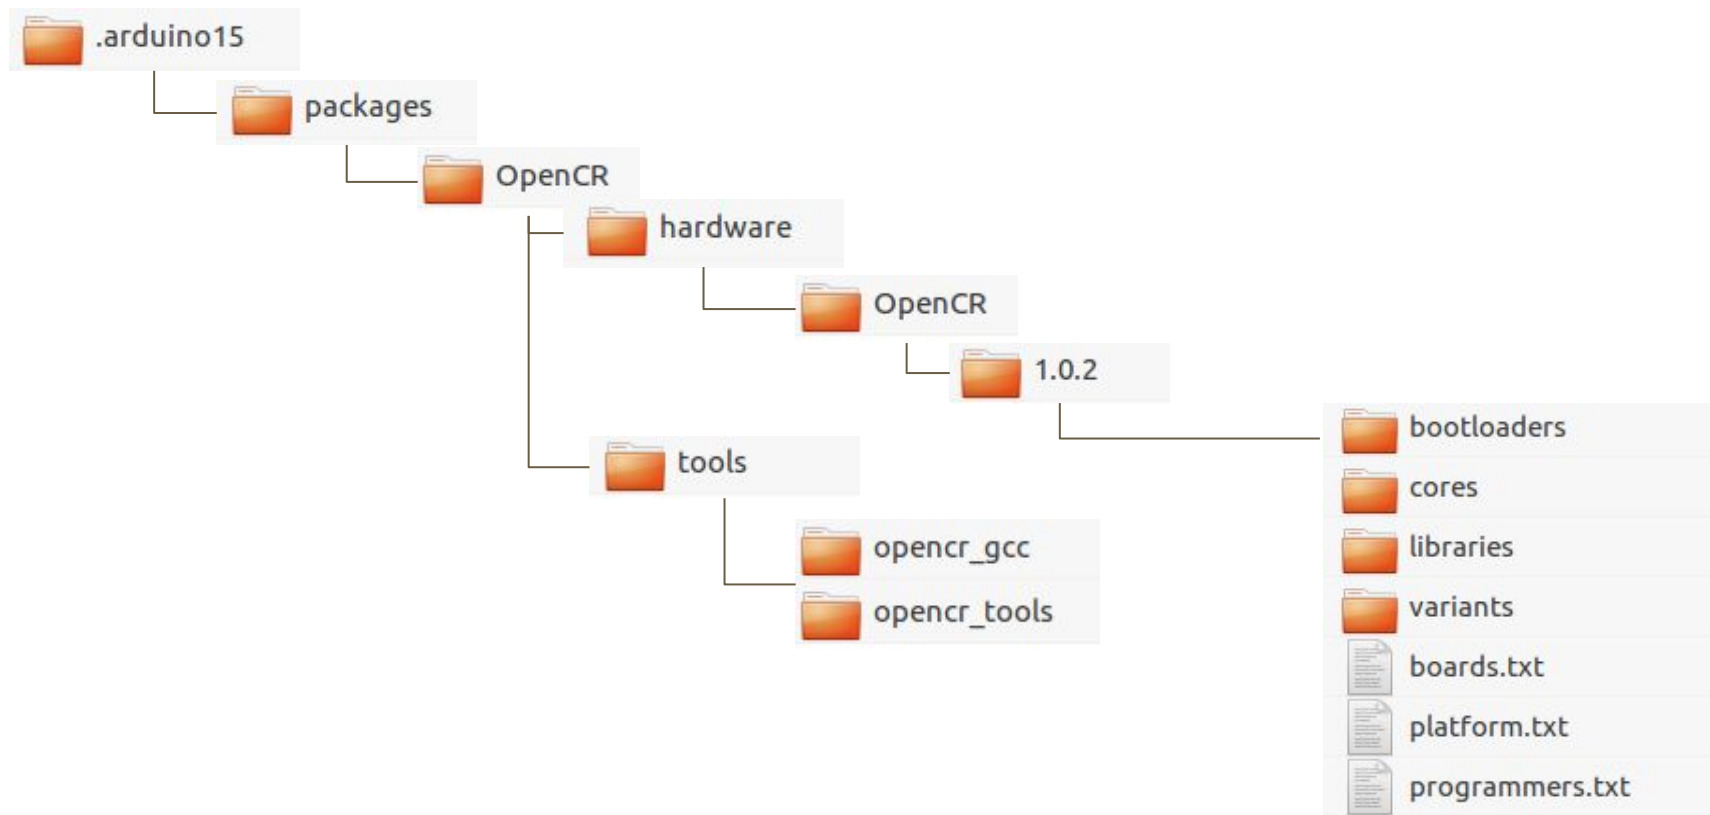 .arduino15
packages
OpenCR
hardware
OpenCR
1.0.2
bootloaders
cores
libraries
variants
boards.txt
platform.txt
programmers.txt
tools
opencr_gcc
opencr_tools